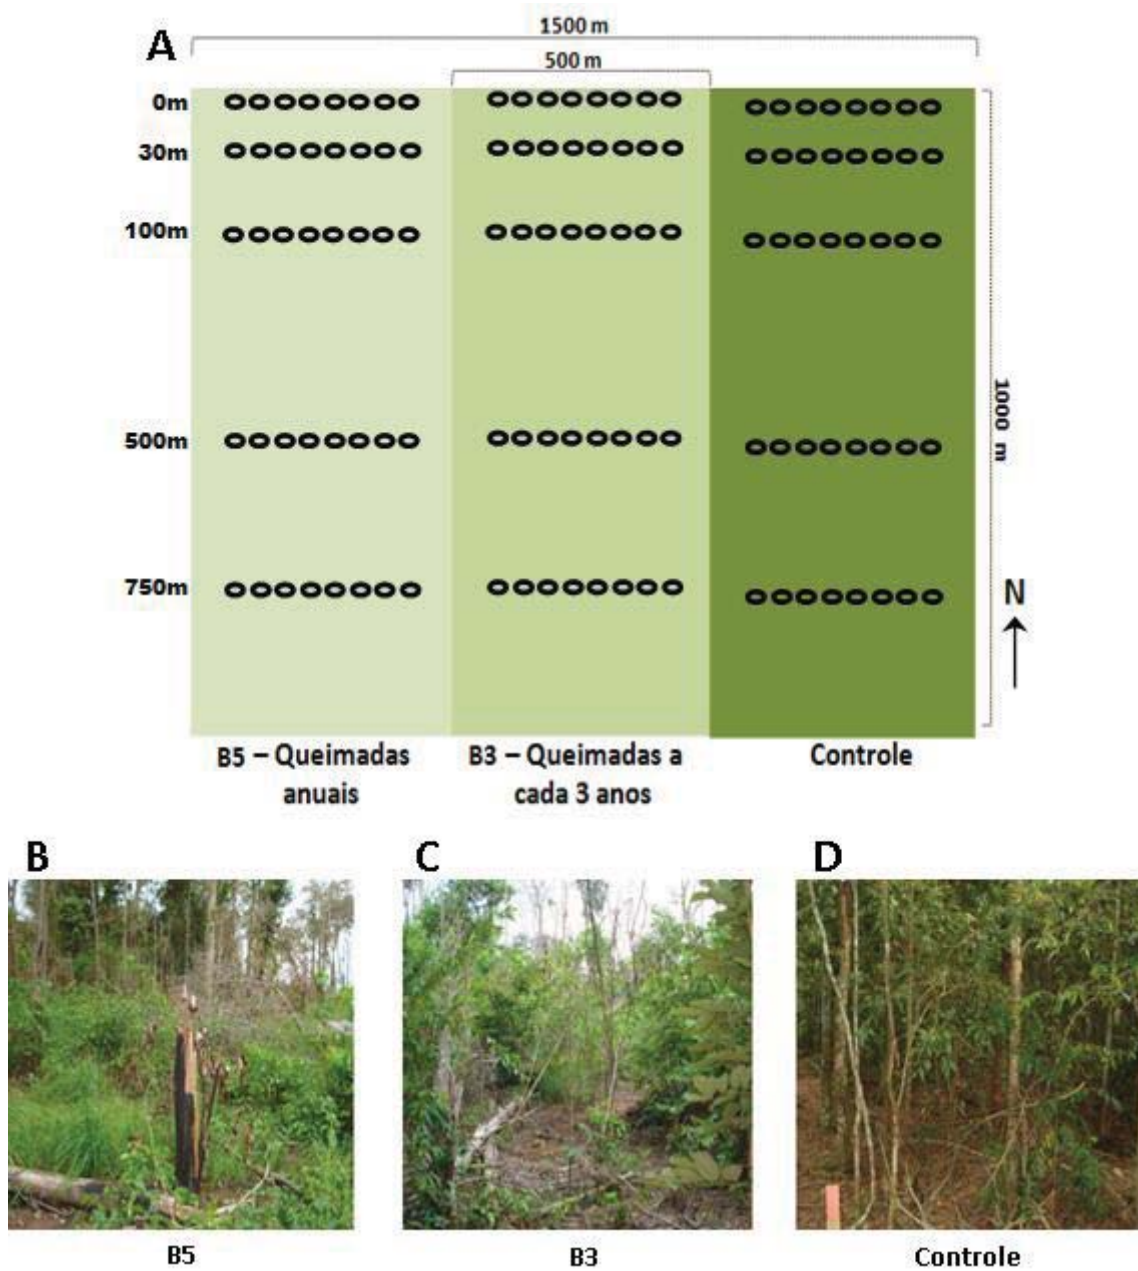 A
1500 m
500 m
0m
30m
100m
500m
750m
1000 m
N
B5 – Queimadas
anuais
B3 – Queimadas a
cada 3 anos
Controle
B
C
D
B5
B3
Controle